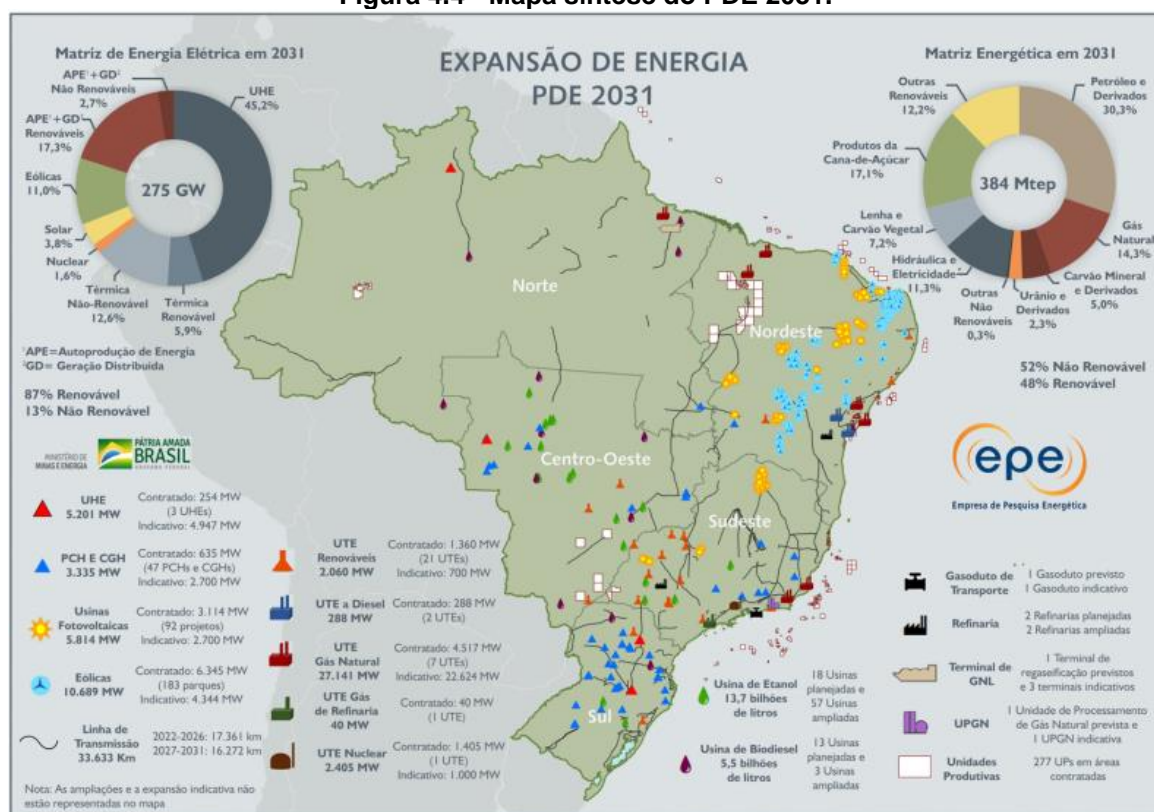 Figura 4.4 - Mapa síntese do PDE 2031.
Matriz de Energia Elétrica em 2031
EXPANSÃO DE ENERGIA
PDE 2031
Matriz Energética em 2031
APE¹+GD²
Não Renováveis
2,7%
UHE
45,2%
APE¹+GD²
Renováveis
17,3%
Eólicas
11,0%
275 GW
Solar
3,8%
Nuclear
1,6%
Térmica
Não-Renovável
12,6%
Térmica
Renovável
5,9%
¹APE=Autoprodução de Energia
²GD= Geração Distribuída
87% Renovável
13% Não Renovável
Outras
Renováveis
12,2%
Petróleo e
Derivados
30,3%
Produtos da
Cana-de-Açúcar
17,1%
384 Mtep
Lenha e
Carvão Vegetal
7,2%
Gás
Natural
14,3%
Hidráulica e
Eletricidade
11,3%
Carvão Mineral
e Derivados
5,0%
Outras
Não
Renováveis
0,3%
Urânio e
Derivados
2,3%
52% Não Renovável
48% Renovável
Norte
Nordeste
Centro-Oeste
Sudeste
Sul
MINISTÉRIO DE
MINAS E ENERGIA
PÁTRIA AMADA
BRASIL
GOVERNO FEDERAL
epe
Empresa de Pesquisa Energética
UHE
5.201 MW
Contratado: 254 MW
(3 UHEs)
Indicativo: 4.947 MW
PCH E CGH
3.335 MW
Contratado: 635 MW
(47 PCHs e CGHs)
Indicativo: 2.700 MW
Usinas
Fotovoltaicas
5.814 MW
Contratado: 3.114 MW
(92 projetos)
Indicativo: 2.700 MW
Eólicas
10.689 MW
Contratado: 6.345 MW
(183 parques)
Indicativo: 4.344 MW
Linha de
Transmissão
33.633 Km
2022-2026: 17.361 km
2027-2031: 16.272 km
Nota: As ampliações e a expansão indicativa não
estão representadas no mapa
UTE
Renováveis
2.060 MW
Contratado: 1.360 MW
(21 UTEs)
Indicativo: 700 MW
UTE a Diesel
288 MW
Contratado: 288 MW
(2 UTEs)
UTE
Gás Natural
27.141 MW
Contratado: 4.517 MW
(7 UTEs)
Indicativo: 22.624 MW
UTE Gás
de Refinaria
40 MW
Contratado: 40 MW
(1 UTE)
UTE Nuclear
2.405 MW
Contratado: 1.405 MW
(1 UTE)
Indicativo: 1.000 MW
Usina de Etanol
13,7 bilhões
de litros
18 Usinas
planejadas e
57 Usinas
ampliadas
Usina de Biodiesel
5,5 bilhões
de litros
13 Usinas
planejadas e
3 Usinas
ampliadas
Gasoduto de
Transporte
1 Gasoduto previsto
1 Gasoduto indicativo
Refinaria
2 Refinarias planejadas
2 Refinarias ampliadas
Terminal de
GNL
1 Terminal de
regaseificação previstos
e 3 terminais indicativos
UPGN
1 Unidade de Processamento
de Gás Natural prevista e
1 UPGN indicativa
Unidades
Produtivas
277 UPs em áreas
contratadas